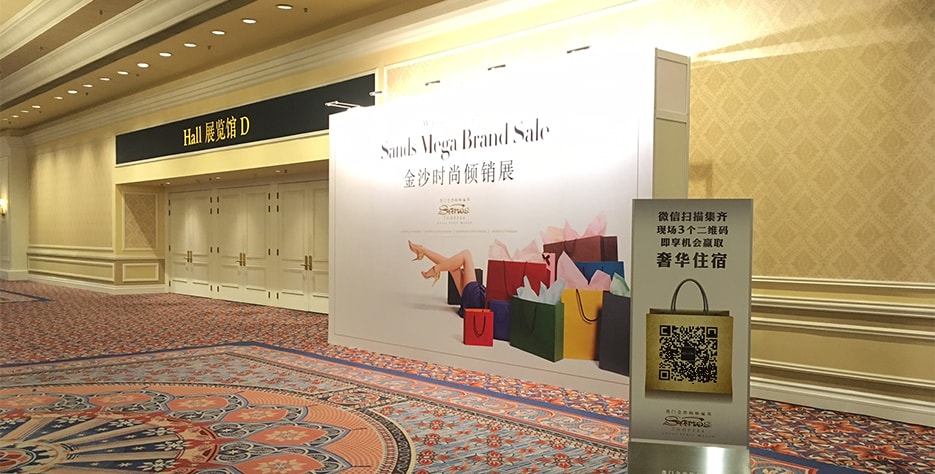 Hall 展览馆 D
Sands Mega Brand Sale
金沙时尚倾销展
Sands
微信扫描集齐
现场3个二维码
即享机会赢取
奢华住宿
Sands